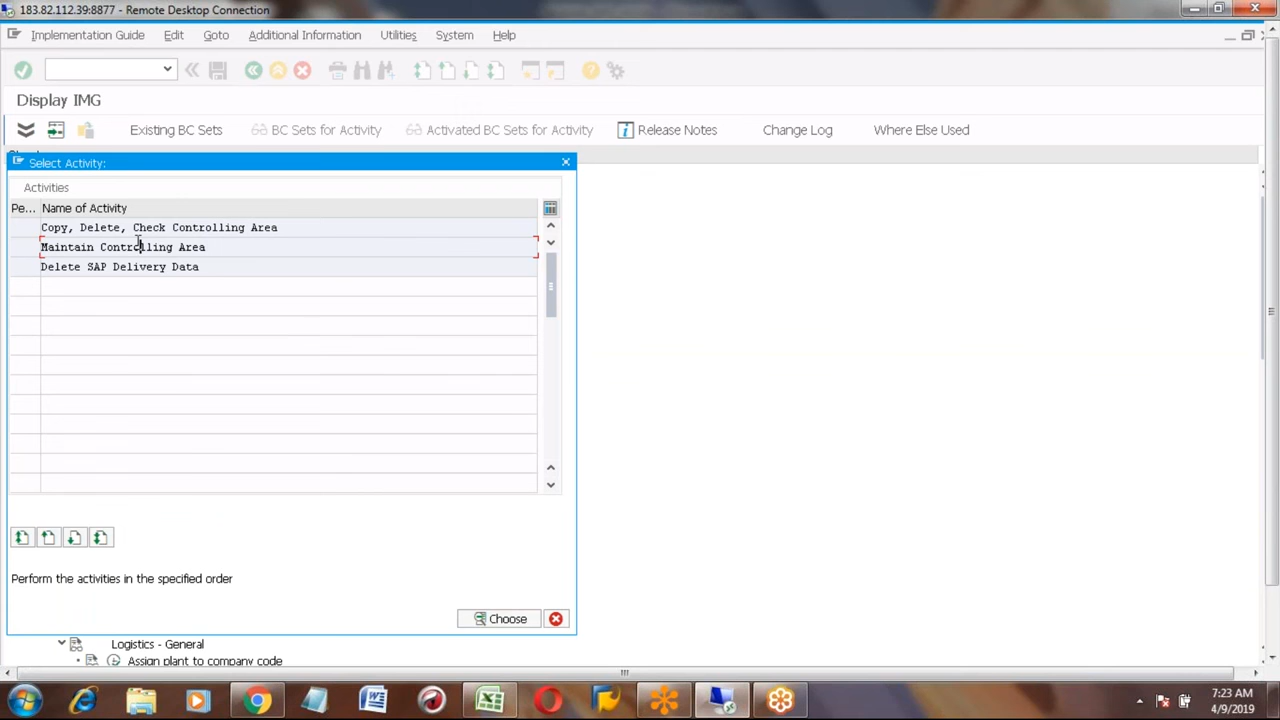 183.82.112.39:8877 - Remote Desktop Connection
Implementation Guide Edit Goto Additional Information Utilities System Help
Display IMG
Existing BC Sets BC Sets for Activity Activated BC Sets for Activity Release Notes Change Log Where Else Used
Select Activity:
Activities
Pe... Name of Activity
Copy, Delete, Check Controlling Area
Maintain Controlling Area
Delete SAP Delivery Data
Perform the activities in the specified order
Choose
Logistics - General
Assign plant to company code
7:23 AM
4/9/2019